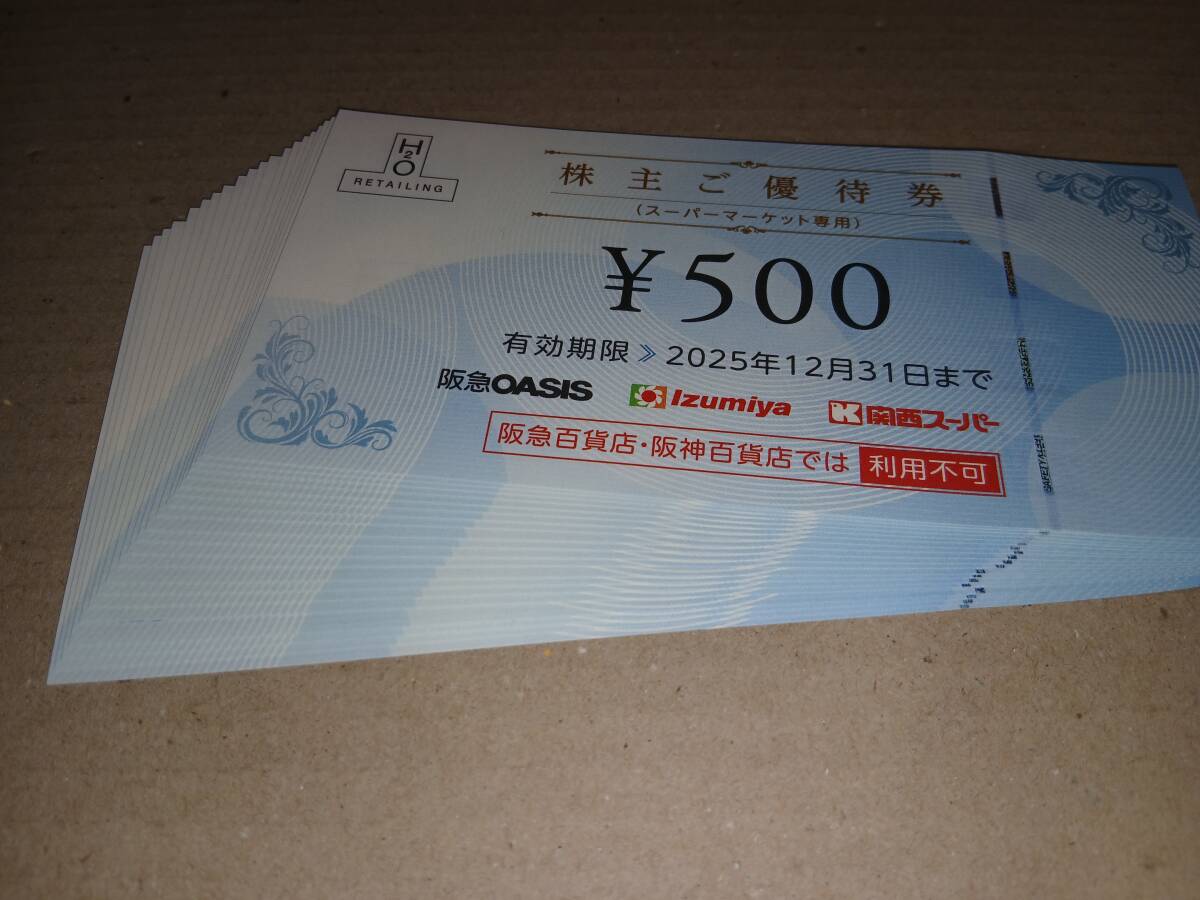 H2O
RETAILING
株主ご優待券
(スーパーマーケット専用)
¥500
有効期限 》 2025年12月31日まで
阪急OASIS Izumiya 関西スーパー
阪急百貨店・阪神百貨店では 利用不可